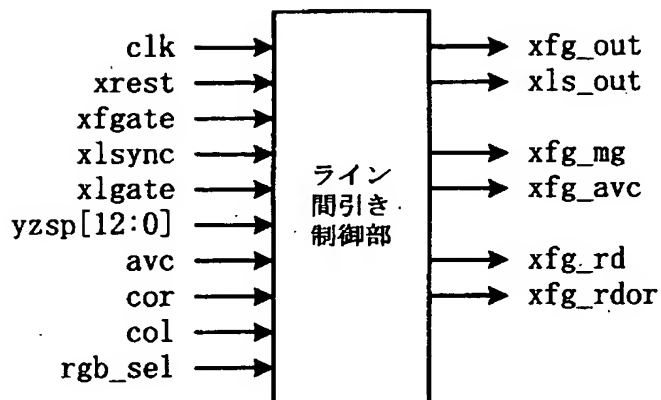 clk
xrest
xfgate
xlsync
xlgate
yzsp[12:0]
avc
cor
col
rgb_sel
ライン
間引き
制御部
xfg_out
xls_out
xfg_mg
xfg_avc
xfg_rd
xfg_rdor